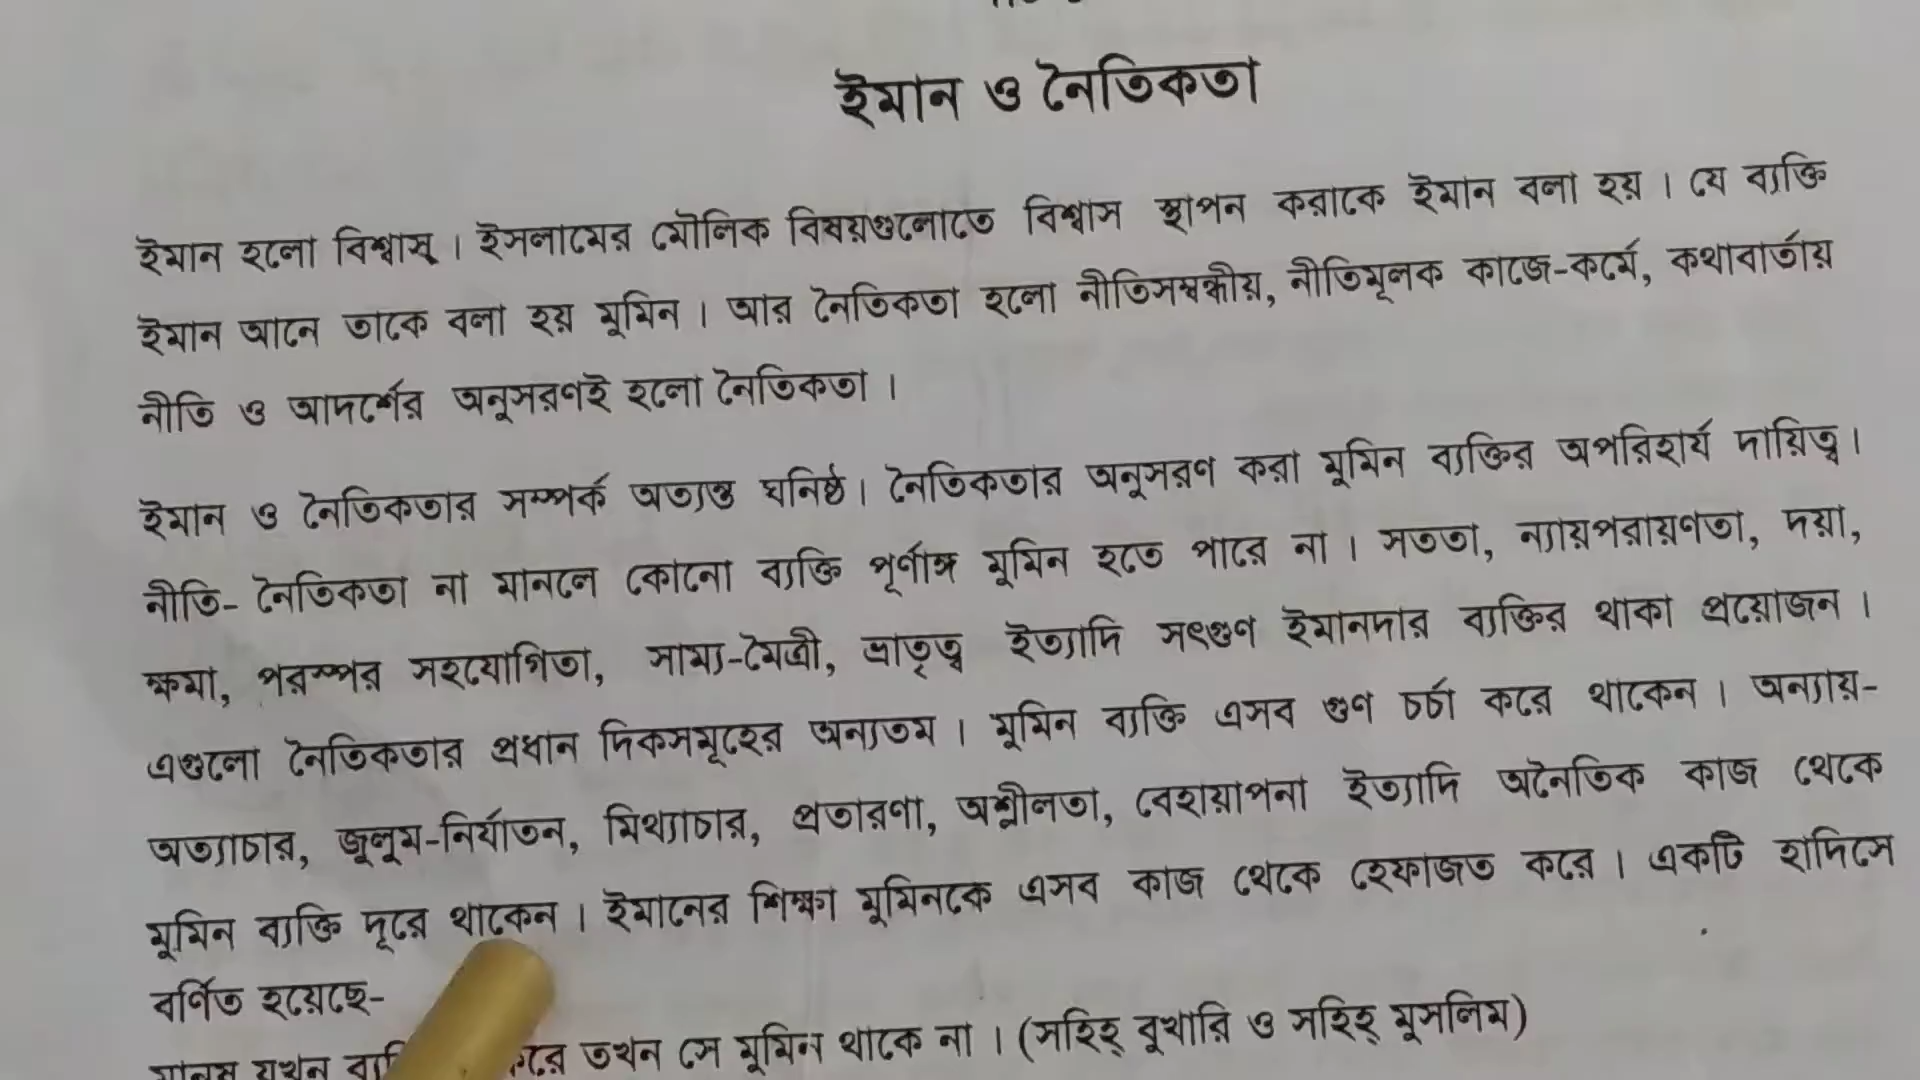 ইমান ও নৈতিকতা
ইমান হলো বিশ্বাস্ । ইসলামের মৌলিক বিষয়গুলোতে বিশ্বাস স্থাপন করাকে ইমান বলা হয় । যে ব্যক্তি
ইমান আনে তাকে বলা হয় মুমিন । আর নৈতিকতা হলো নীতিসম্বন্ধীয়, নীতিমূলক কাজে-কর্মে, কথাবার্তায়
নীতি ও আদর্শের অনুসরণই হলো নৈতিকতা ।
ইমান ও নৈতিকতার সম্পর্ক অত্যন্ত ঘনিষ্ঠ । নৈতিকতার অনুসরণ করা মুমিন ব্যক্তির অপরিহার্য দায়িত্ব ।
নীতি- নৈতিকতা না মানলে কোনো ব্যক্তি পূর্ণাঙ্গ মুমিন হতে পারে না । সততা, ন্যায়পরায়ণতা, দয়া,
ক্ষমা, পরস্পর সহযোগিতা, সাম্য-মৈত্রী, ভ্রাতৃত্ব ইত্যাদি সৎগুণ ইমানদার ব্যক্তির থাকা প্রয়োজন ।
এগুলো নৈতিকতার প্রধান দিকসমূহের অন্যতম । মুমিন ব্যক্তি এসব গুণ চর্চা করে থাকেন । অন্যায়-
অত্যাচার, জুলুম-নির্যাতন, মিথ্যাচার, প্রতারণা, অশ্লীলতা, বেহায়াপনা ইত্যাদি অনৈতিক কাজ থেকে
মুমিন ব্যক্তি দূরে থাকেন । ইমানের শিক্ষা মুমিনকে এসব কাজ থেকে হেফাজত করে । একটি হাদিসে
বর্ণিত হয়েছে-
মানুষ যখন তখন সে মুমিন থাকে না । (সহিহ্ বুখারি ও সহিহ্ মুসলিম)